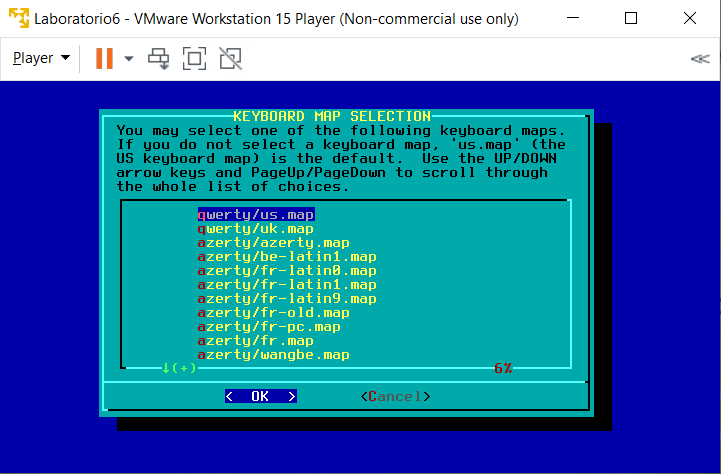 Laboratorio6 - VMware Workstation 15 Player (Non-commercial use only)
Player
KEYBOARD MAP SELECTION
You may select one of the following keyboard maps.
If you do not select a keyboard map, 'us.map' (the
US keyboard map) is the default.  Use the UP/DOWN
arrow keys and PageUp/PageDown to scroll through
the whole list of choices.
qwerty/us.map
qwerty/uk.map
azerty/azerty.map
azerty/be-latin1.map
azerty/fr-latin0.map
azerty/fr-latin1.map
azerty/fr-latin9.map
azerty/fr-old.map
azerty/fr-pc.map
azerty/fr.map
azerty/wangbe.map
↓(+) 6%
<  OK  > <Cancel>